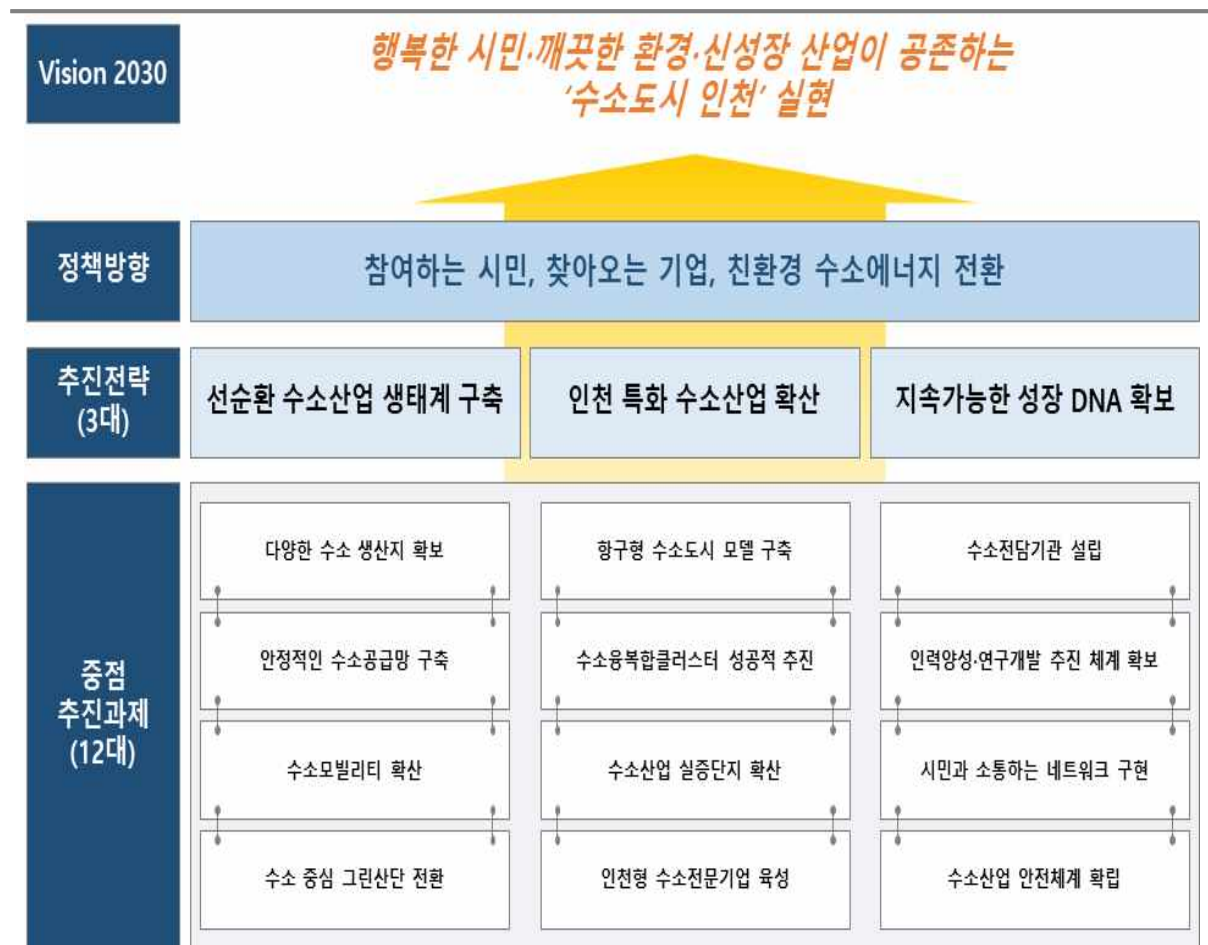 Vision 2030
행복한 시민·깨끗한 환경·신성장 산업이 공존하는
‘수소도시 인천’ 실현
정책방향
참여하는 시민, 찾아오는 기업, 친환경 수소에너지 전환
추진전략
(3대)
선순환 수소산업 생태계 구축
인천 특화 수소산업 확산
지속가능한 성장 DNA 확보
중점
추진과제
(12대)
다양한 수소 생산지 확보
항구형 수소도시 모델 구축
수소전담기관 설립
안정적인 수소공급망 구축
수소융복합클러스터 성공적 추진
인력양성·연구개발 추진 체계 확보
수소모빌리티 확산
수소산업 실증단지 확산
시민과 소통하는 네트워크 구현
수소 중심 그린산단 전환
인천형 수소전문기업 육성
수소산업 안전체계 확립